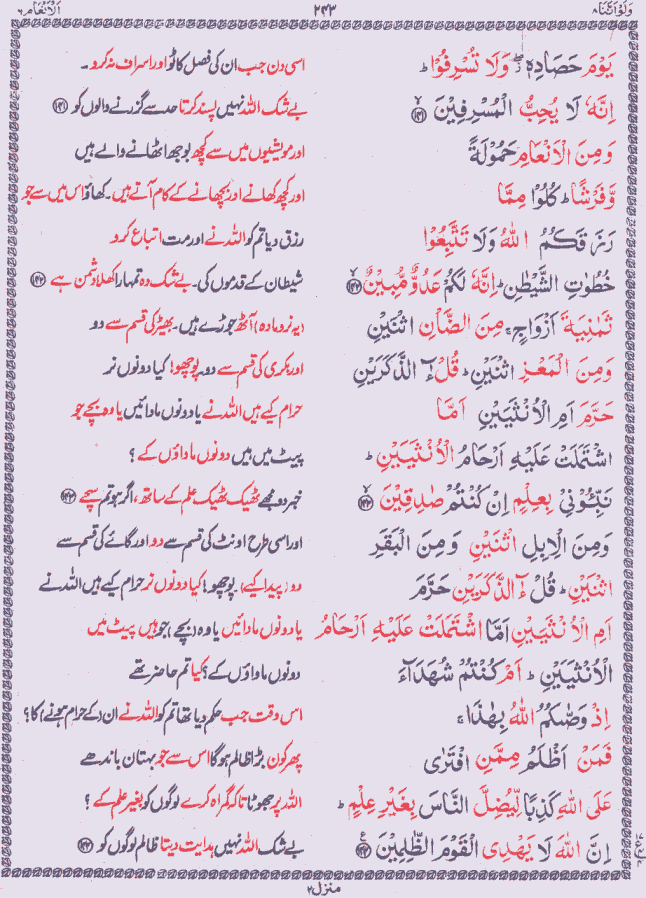 وَلَوْ اَنَّنَا ٨ ٢٤٣ اَلْاَنْعَام ٦
يَوْمَ حَصَادِهٖ ۖ وَلَا تُسْرِفُوْا ؕ اسی دن جب ان کی فصل کاٹو اور اسراف نہ کرو ۔
اِنَّهٗ لَا يُحِبُّ الْمُسْرِفِيْنَ ۙ﴿۱۴۱﴾ بے شک اللہ نہیں پسند کرتا حد سے گزرنے والوں کو ﴿۱۴۱﴾
وَمِنَ الْاَنْعَامِ حَمُوْلَةً اور مویشیوں میں سے کچھ بوجھ اٹھانے والے ہیں
وَّفَرْشًا ؕ كُلُوْا مِمَّا اور کچھ کھانے اور بچھانے کے کام آتے ہیں۔ کھاؤ اس میں سے جو
رَزَقَكُمُ اللّٰهُ وَلَا تَتَّبِعُوْا رزق دیا تم کو اللہ نے اور مت اتباع کرو
خُطُوٰتِ الشَّيْطٰنِ ؕ اِنَّهٗ لَكُمْ عَدُوٌّ مُّبِيْنٌ ۙ﴿۱۴۲﴾ شیطان کے قدموں کی۔ بے شک وہ تمہارا کھلا دشمن ہے ﴿۱۴۲﴾
ثَمٰنِيَةَ اَزْوَاجٍ ۚ مِنَ الضَّاْنِ اثْنَيْنِ (یہ نر و مادہ) آٹھ جوڑے ہیں۔ بھیڑ کی قسم سے دو
وَمِنَ الْمَعْزِ اثْنَيْنِ ؕ قُلْ ءٰٓالذَّكَرَيْنِ اور بکری کی قسم سے دو۔ پوچھو! کیا دونوں نر
حَرَّمَ اَمِ الْاُنْثَيَيْنِ اَمَّا حرام کیے ہیں اللہ نے یا دونوں مادائیں یا وہ بچے جو
اشْتَمَلَتْ عَلَيْهِ اَرْحَامُ الْاُنْثَيَيْنِ ؕ پیٹ میں ہیں دونوں ماداؤں کے ؟
نَبِّـُٔوْنِيْ بِعِلْمٍ اِنْ كُنْتُمْ صٰدِقِيْنَ ۙ﴿۱۴۳﴾ خبر دو مجھے ٹھیک ٹھیک علم کے ساتھ، اگر ہو تم سچے ﴿۱۴۳﴾
وَمِنَ الْاِبِلِ اثْنَيْنِ وَمِنَ الْبَقَرِ اور اسی طرح اونٹ کی قسم سے دو اور گائے کی قسم سے
اثْنَيْنِ ؕ قُلْ ءٰٓالذَّكَرَيْنِ حَرَّمَ دو (پیدا کیے) پوچھو! کیا دونوں نر حرام کیے ہیں اللہ نے
اَمِ الْاُنْثَيَيْنِ اَمَّا اشْتَمَلَتْ عَلَيْهِ اَرْحَامُ یا دونوں مادائیں یا وہ (بچے) جو ہیں پیٹ میں
الْاُنْثَيَيْنِ ؕ اَمْ كُنْتُمْ شُهَدَآءَ دونوں ماداؤں کے؟ کیا تم حاضر تھے
اِذْ وَصّٰىكُمُ اللّٰهُ بِهٰذَا ۚ اس وقت جب حکم دیا تھا تم کو اللہ نے ان (کے حرام ہونے) کا؟
فَمَنْ اَظْلَمُ مِمَّنِ افْتَرٰى پھر کون بڑا ظالم ہوگا اس سے جو بہتان باندھے
عَلَى اللّٰهِ كَذِبًا لِّيُضِلَّ النَّاسَ بِغَيْرِ عِلْمٍ ؕ اللہ پر جھوٹا تاکہ گمراہ کرے لوگوں کو بغیر علم کے ؟
اِنَّ اللّٰهَ لَا يَهْدِى الْقَوْمَ الظّٰلِمِيْنَ ﴿۱۴۴﴾ بے شک اللہ نہیں ہدایت دیتا ظالم لوگوں کو ﴿۱۴۴﴾
منزل ٢